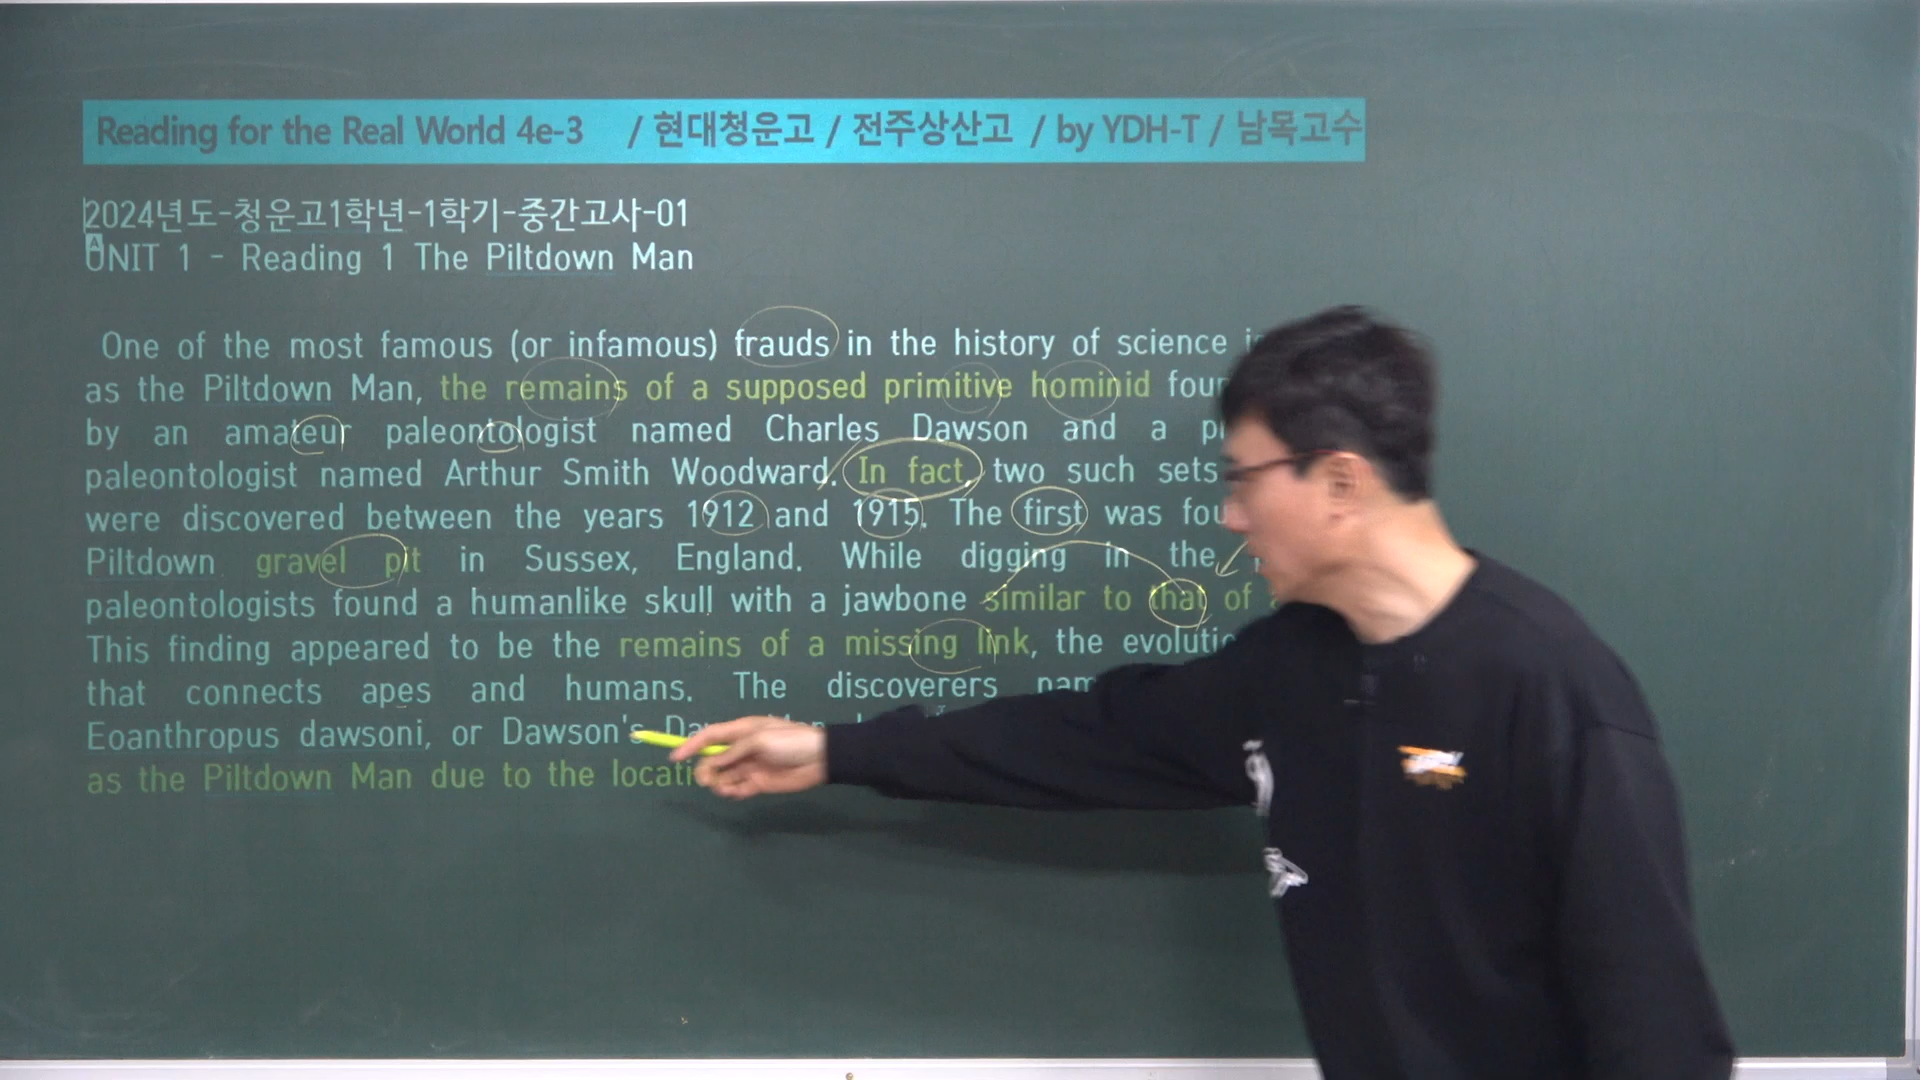 Reading for the Real World 4e-3 / 현대청운고 / 전주상산고 / by YDH-T / 남목고수
2024년도-청운고1학년-1학기-중간고사-01
UNIT 1 - Reading 1 The Piltdown Man
One of the most famous (or infamous) frauds in the history of science
as the Piltdown Man, the remains of a supposed primitive hominid
by an amateur paleontologist named Charles Dawson and a
paleontologist named Arthur Smith Woodward. In fact, two such sets
were discovered between the years 1912 and 1915. The first was
Piltdown gravel pit in Sussex, England. While digging in the
paleontologists found a humanlike skull with a jawbone similar to that of
This finding appeared to be the remains of a missing link, the
that connects apes and humans. The discoverers
Eoanthropus dawsoni, or Dawson's
as the Piltdown Man due to the